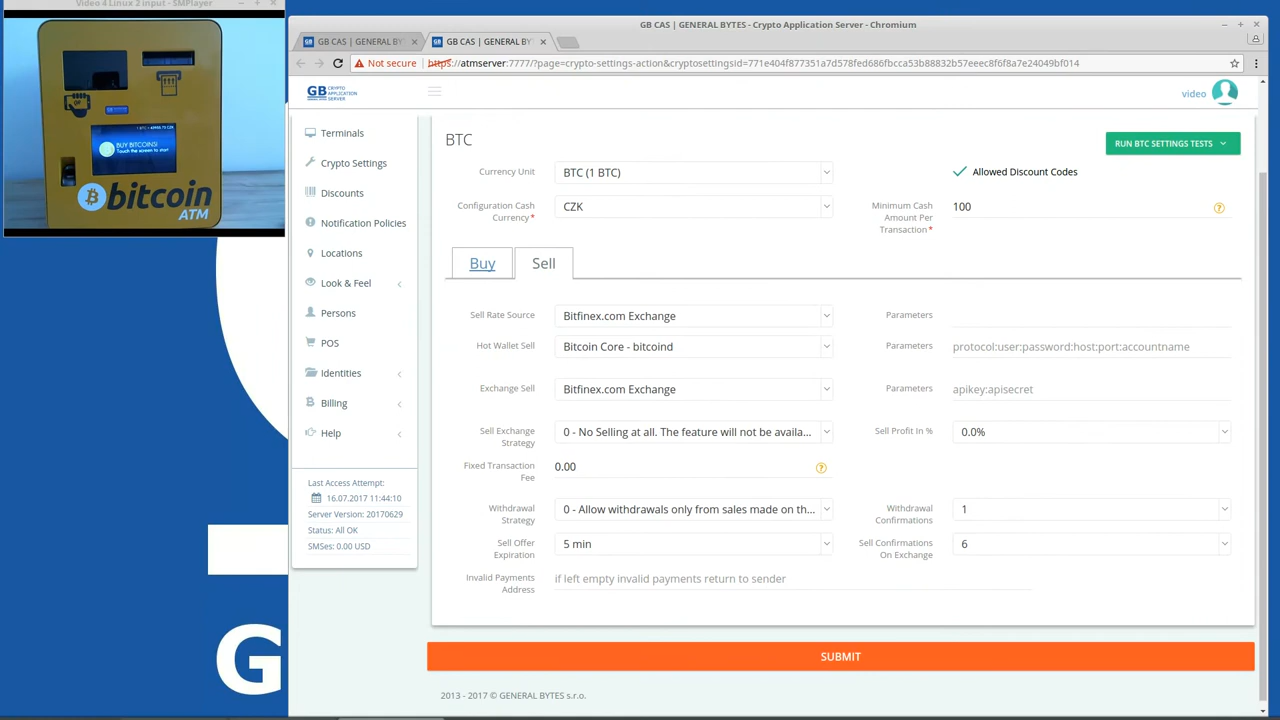 Video 4 Linux 2 input - SMPlayer
GB CAS | GENERAL BYTES - Crypto Application Server - Chromium
GB CAS | GENERAL BY
GB CAS | GENERAL BY
Not secure
https://atmserver:7777/?page=crypto-settings-action&cryptosettingsid=771e404f877351a7d578fed686fbcca53b88832b57eeec8f6f8a7e24049bf014
GB CRYPTO APPLICATION SERVER
video
BUY BITCOINS!
Touch the screen to start
bitcoin
ATM
Terminals
Crypto Settings
Discounts
Notification Policies
Locations
Look & Feel
Persons
POS
Identities
Billing
Help
Last Access Attempt:
16.07.2017 11:44:10
Server Version: 20170629
Status: All OK
SMSes: 0.00 USD
BTC
RUN BTC SETTINGS TESTS
Currency Unit
BTC (1 BTC)
Allowed Discount Codes
Configuration Cash Currency*
CZK
Minimum Cash Amount Per Transaction*
100
Buy
Sell
Sell Rate Source
Bitfinex.com Exchange
Parameters
Hot Wallet Sell
Bitcoin Core - bitcoind
Parameters
protocol:user:password:host:port:accountname
Exchange Sell
Bitfinex.com Exchange
Parameters
apikey:apisecret
Sell Exchange Strategy
0 - No Selling at all. The feature will not be availa...
Sell Profit In %
0.0%
Fixed Transaction Fee
0.00
Withdrawal Strategy
0 - Allow withdrawals only from sales made on th...
Withdrawal Confirmations
1
Sell Offer Expiration
5 min
Sell Confirmations On Exchange
6
Invalid Payments Address
if left empty invalid payments return to sender
SUBMIT
2013 - 2017 © GENERAL BYTES s.r.o.
G